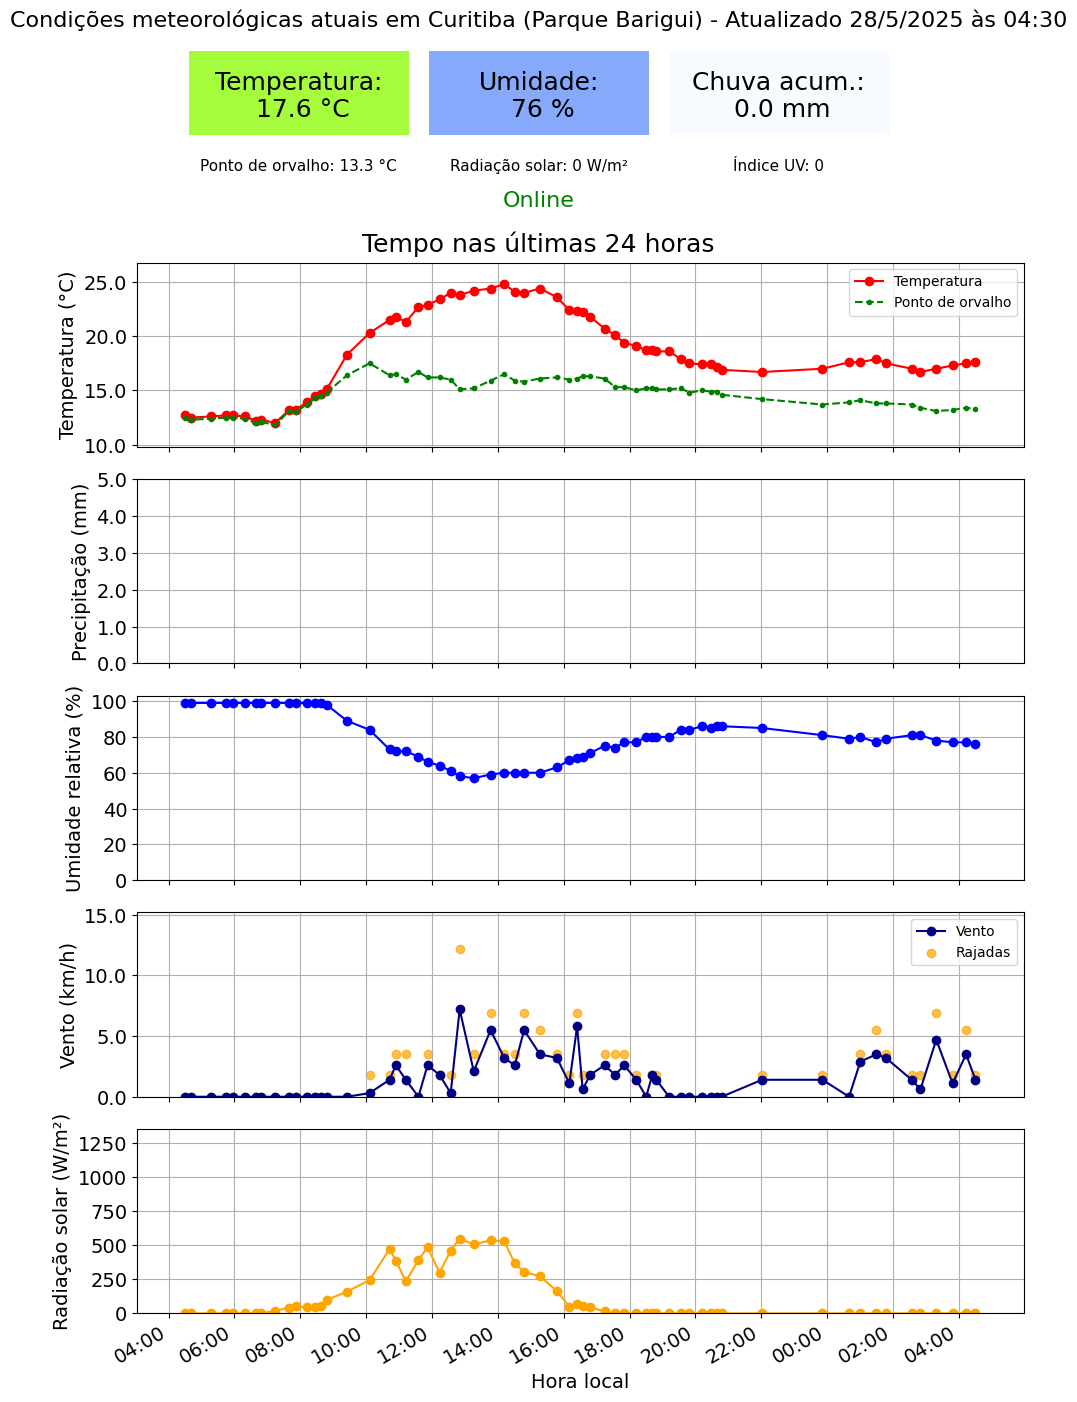 Condições meteorológicas atuais em Curitiba (Parque Barigui) - Atualizado 28/5/2025 às 04:30
Temperatura:
17.6 °C
Umidade:
76 %
Chuva acum.:
0.0 mm
Ponto de orvalho: 13.3 °C
Radiação solar: 0 W/m²
Índice UV: 0
Online
Tempo nas últimas 24 horas
Temperatura (°C)
25.0
20.0
15.0
10.0
Temperatura
Ponto de orvalho
Precipitação (mm)
5.0
4.0
3.0
2.0
1.0
0.0
Umidade relativa (%)
100
80
60
40
20
0
Vento (km/h)
15.0
10.0
5.0
0.0
Vento
Rajadas
Radiação solar (W/m²)
1250
1000
750
500
250
0
04:00
06:00
08:00
10:00
12:00
14:00
16:00
18:00
20:00
22:00
00:00
02:00
04:00
Hora local